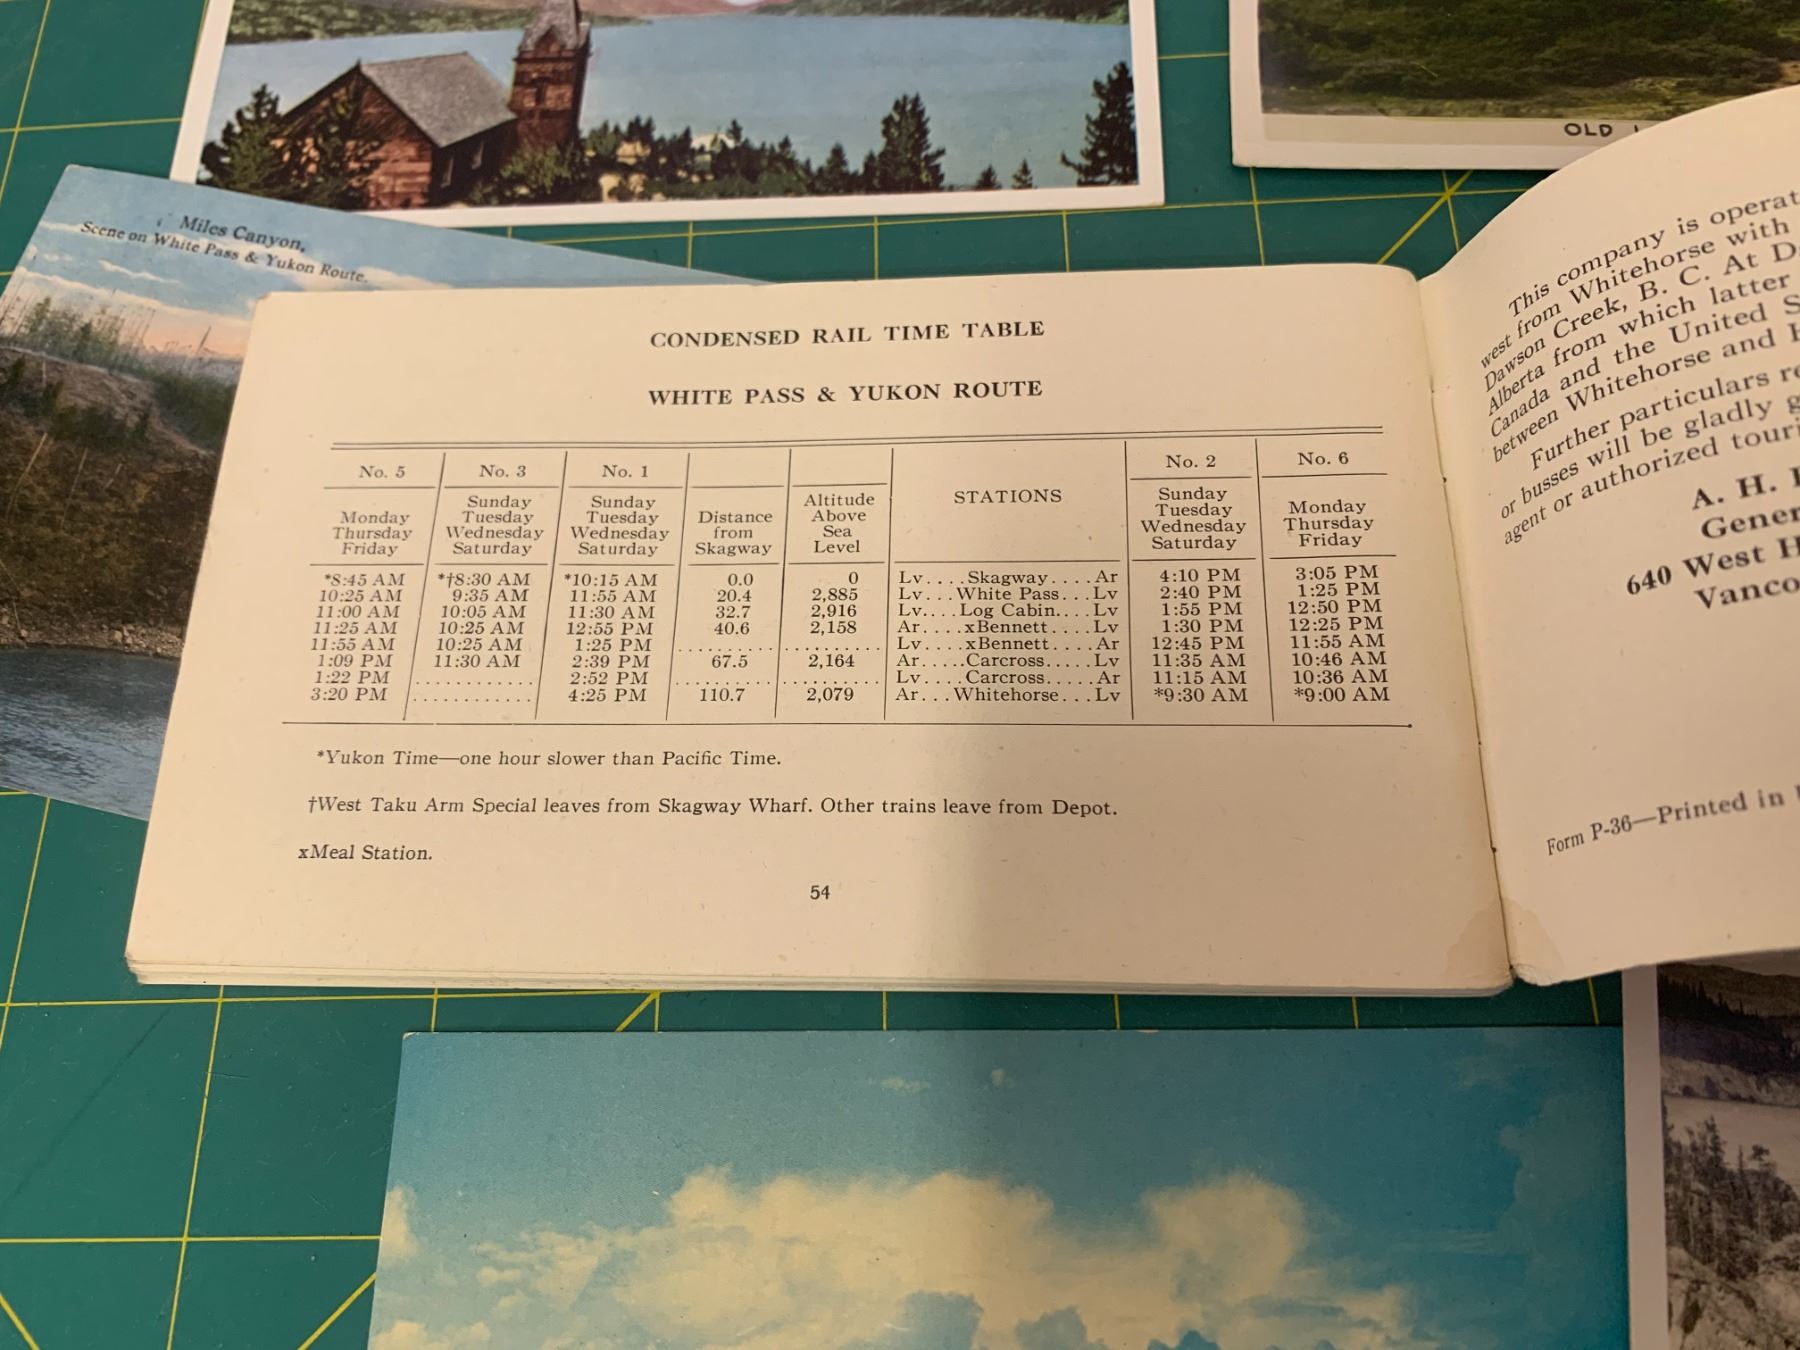 OLD
Miles Canyon,
Scene on White Pass & Yukon Route.
CONDENSED RAIL TIME TABLE
WHITE PASS & YUKON ROUTE
No. 5 No. 3 No. 1 Distance from Skagway Altitude Above Sea Level STATIONS No. 2 No. 6
Monday Thursday Friday Sunday Tuesday Wednesday Saturday Sunday Tuesday Wednesday Saturday Sunday Tuesday Wednesday Saturday Monday Thursday Friday
*8:45 AM *†8:30 AM *10:15 AM 0.0 0 Lv....Skagway....Ar 4:10 PM 3:05 PM
10:25 AM 9:35 AM 11:55 AM 20.4 2,885 Lv...White Pass...Lv 2:40 PM 1:25 PM
11:00 AM 10:05 AM 11:30 AM 32.7 2,916 Lv....Log Cabin....Lv 1:55 PM 12:50 PM
11:25 AM 10:25 AM 12:55 PM 40.6 2,158 Ar....xBennett....Lv 1:30 PM 12:25 PM
11:55 AM 10:25 AM 1:25 PM .......... .......... Lv....xBennett....Ar 12:45 PM 11:55 AM
1:09 PM 11:30 AM 2:39 PM 67.5 2,164 Ar.....Carcross.....Lv 11:35 AM 10:46 AM
1:22 PM ............ 2:52 PM .......... .......... Lv....Carcross.....Ar 11:15 AM 10:36 AM
3:20 PM ............ 4:25 PM 110.7 2,079 Ar...Whitehorse...Lv *9:30 AM *9:00 AM
*Yukon Time—one hour slower than Pacific Time.
†West Taku Arm Special leaves from Skagway Wharf. Other trains leave from Depot.
xMeal Station.
54
This company is operat
west from Whitehorse with
Dawson Creek, B. C. At
Alberta from which latter
Canada and the United
between Whitehorse and
Further particulars
or busses will be gladly
agent or authorized
A. H.
Gener
640 West
Vanco
Form P-36—Printed in